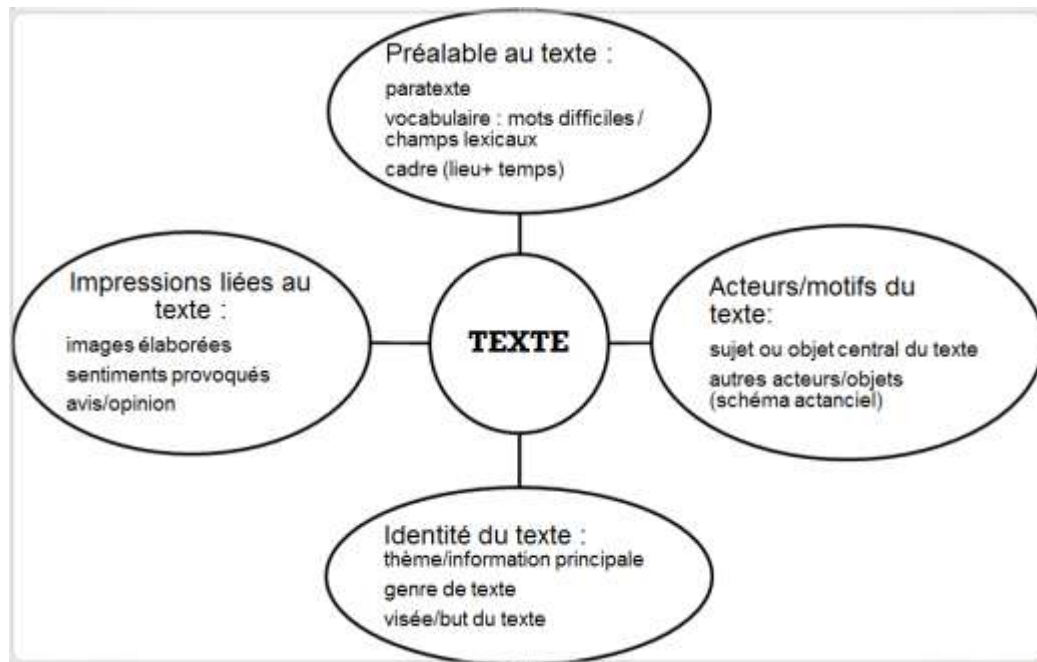 Préalable au texte :
paratexte
vocabulaire : mots difficiles /
champs lexicaux
cadre (lieu+ temps)
Impressions liées au
texte :
images élaborées
sentiments provoqués
avis/opinion
TEXTE
Acteurs/motifs du
texte:
sujet ou objet central du texte
autres acteurs/objets
(schéma actanciel)
Identité du texte :
thème/information principale
genre de texte
visée/but du texte